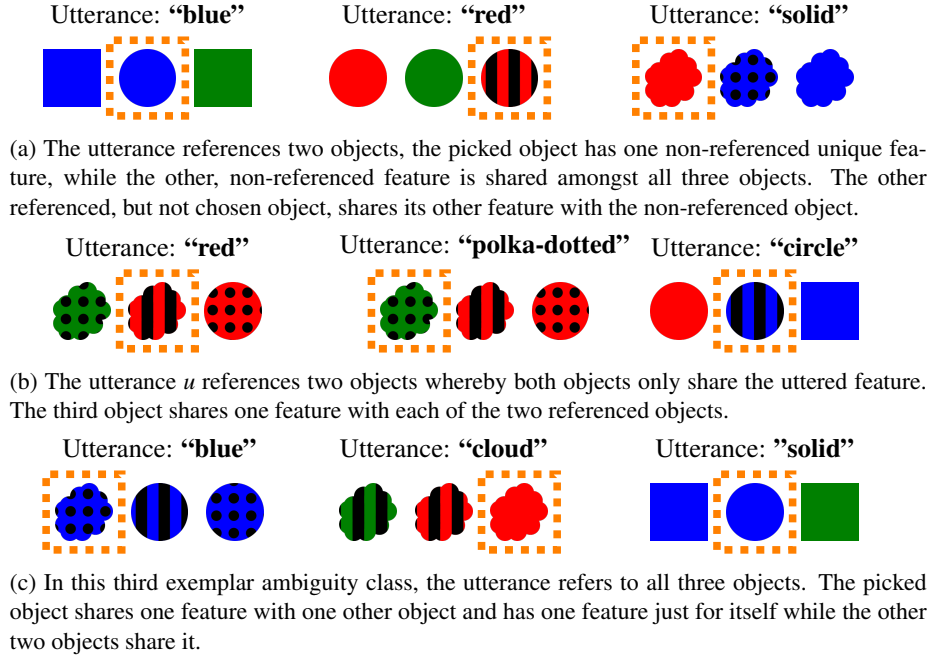 Utterance: “blue” Utterance: “red” Utterance: “solid”
(a) The utterance references two objects, the picked object has one non-referenced unique fea-
ture, while the other, non-referenced feature is shared amongst all three objects. The other
referenced, but not chosen object, shares its other feature with the non-referenced object.
Utterance: “red” Utterance: “polka-dotted” Utterance: “circle”
(b) The utterance u references two objects whereby both objects only share the uttered feature.
The third object shares one feature with each of the two referenced objects.
Utterance: “blue” Utterance: “cloud” Utterance: ”solid”
(c) In this third exemplar ambiguity class, the utterance refers to all three objects. The picked
object shares one feature with one other object and has one feature just for itself while the other
two objects share it.